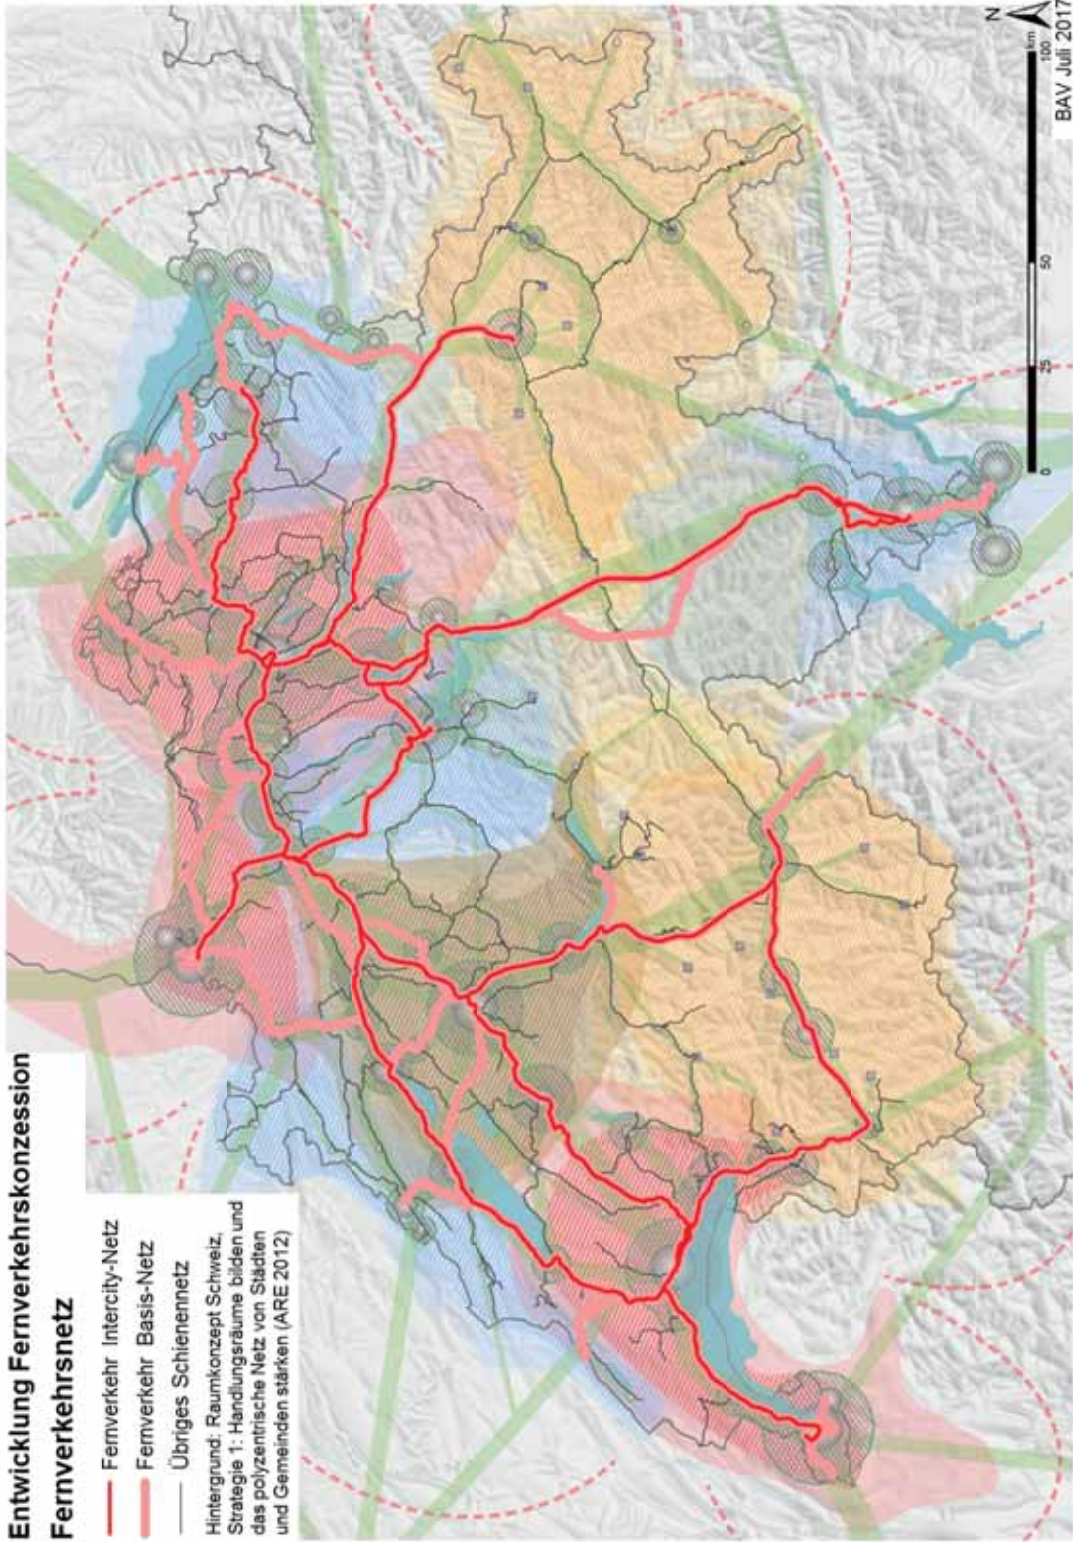 Entwicklung Fernverkehrskonzession
Fernverkehrsnetz
Fernverkehr Intercity-Netz
Fernverkehr Basis-Netz
Übriges Schienennetz
Hintergrund: Raumkonzept Schweiz,
Strategie 1: Handlungsräume bilden und
das polyzentrische Netz von Städten
und Gemeinden stärken (ARE 2012)
N
km
0 25 50 100
BAV Juli 2017